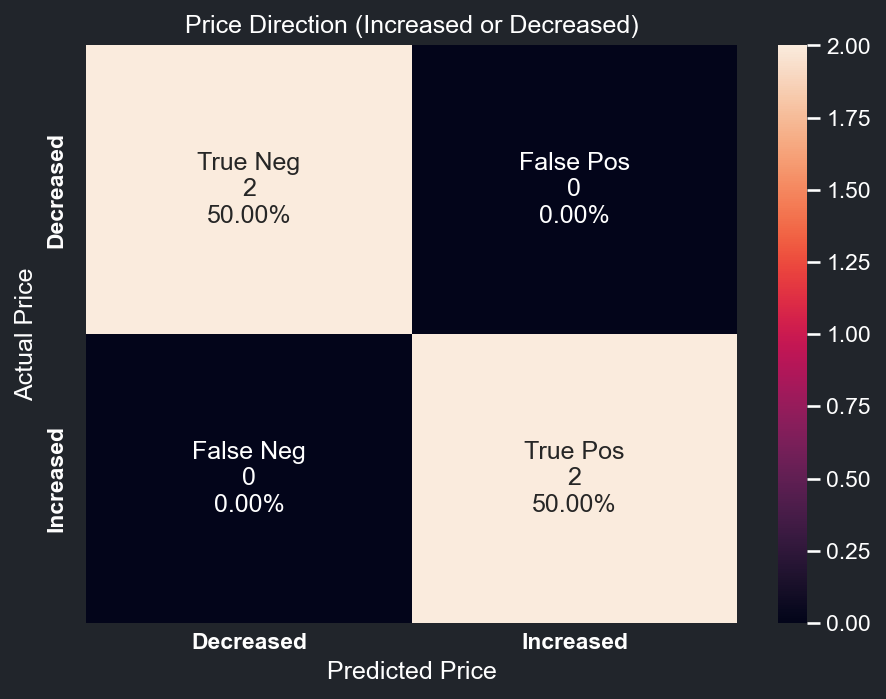 Price Direction (Increased or Decreased)
Actual Price
Decreased
Increased
True Neg
2
50.00%
False Pos
0
0.00%
False Neg
0
0.00%
True Pos
2
50.00%
Decreased
Increased
Predicted Price
2.00
1.75
1.50
1.25
1.00
0.75
0.50
0.25
0.00